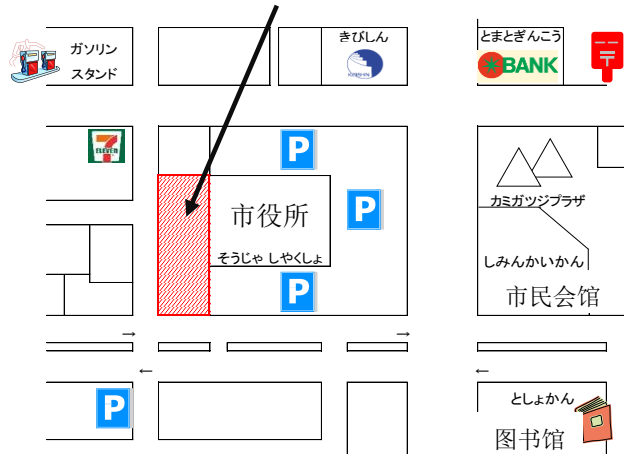 ガソリン
スタンド
きびしん
とまとぎんこう
BANK
〒
7
ELEVEN
P
P
P
市役所
そうじゃ しやくしょ
カミガツジプラザ
しみんかいかん
市民会馆
→
→
←
←
P
としょかん
图书馆